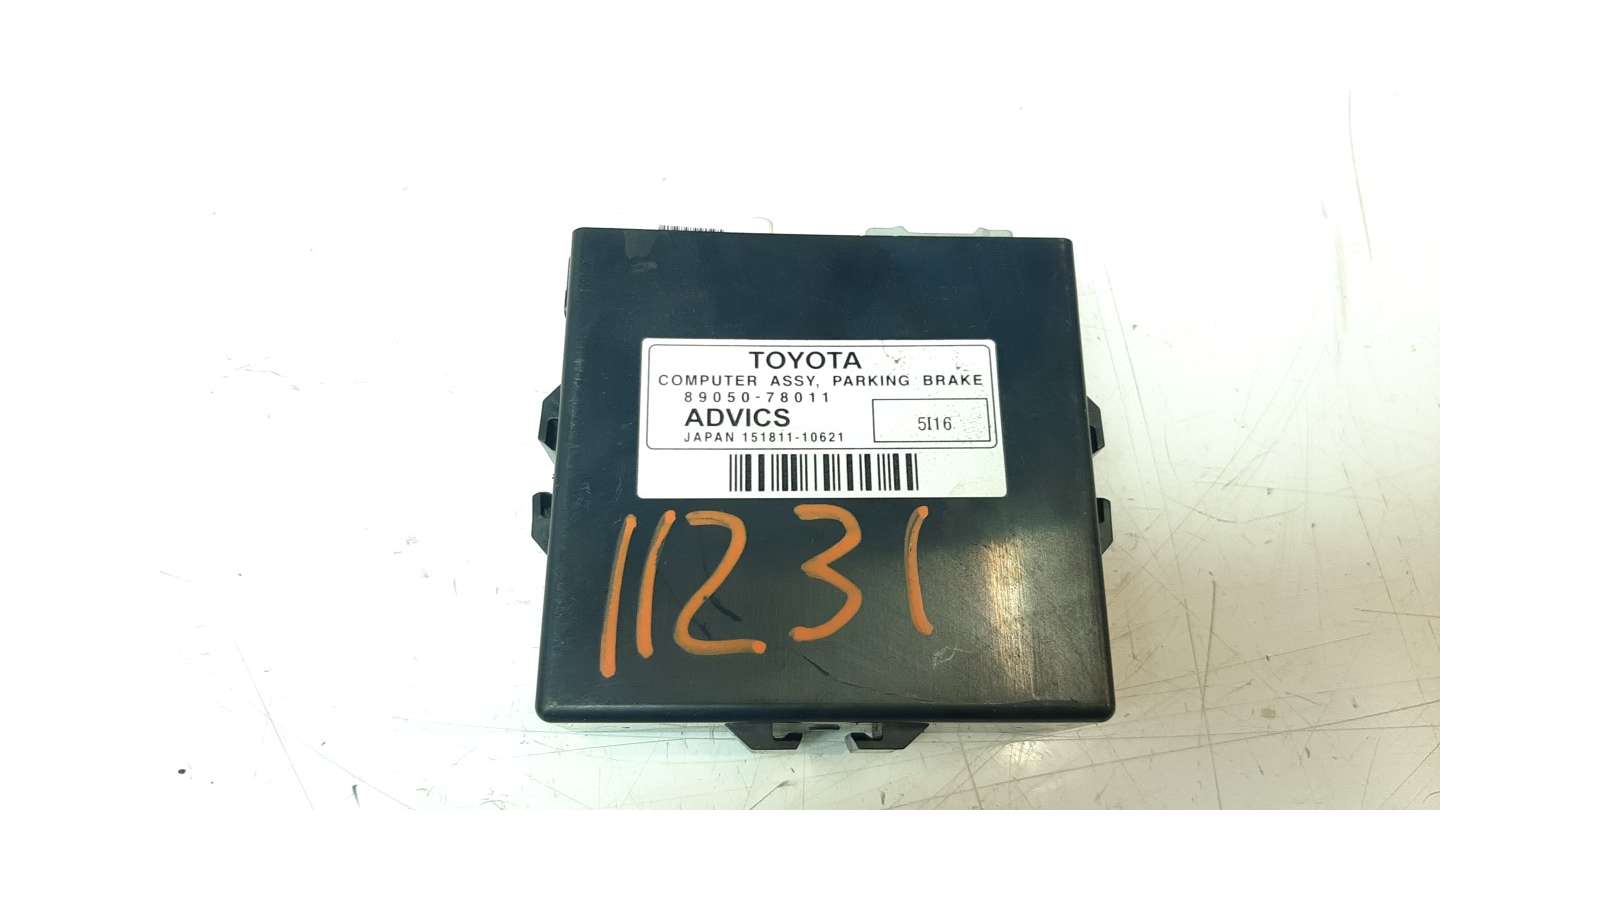 TOYOTA
COMPUTER ASSY, PARKING BRAKE
89050-78011
ADVICS
5I16
JAPAN 151811-10621
11231